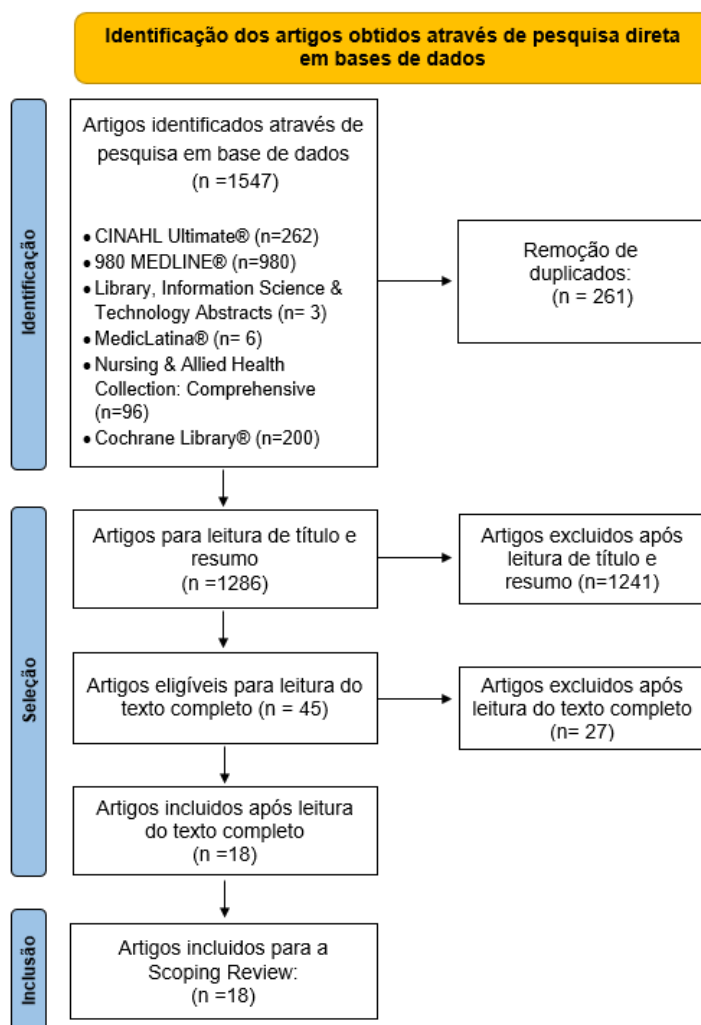 Identificação dos artigos obtidos através de pesquisa direta
em bases de dados
Identificação
Artigos identificados através de
pesquisa em base de dados
(n =1547)
• CINAHL Ultimate® (n=262)
• 980 MEDLINE® (n=980)
• Library, Information Science &
Technology Abstracts (n= 3)
• MedicLatina® (n= 6)
• Nursing & Allied Health
Collection: Comprehensive
(n=96)
• Cochrane Library® (n=200)
Remoção de
duplicados:
(n = 261)
Seleção
Artigos para leitura de título e
resumo
(n =1286)
Artigos excluidos após
leitura de título e
resumo (n=1241)
Artigos eligíveis para leitura do
texto completo (n = 45)
Artigos excluidos após
leitura do texto completo
(n= 27)
Artigos incluidos após leitura
do texto completo
(n =18)
Inclusão
Artigos incluidos para a
Scoping Review:
(n =18)